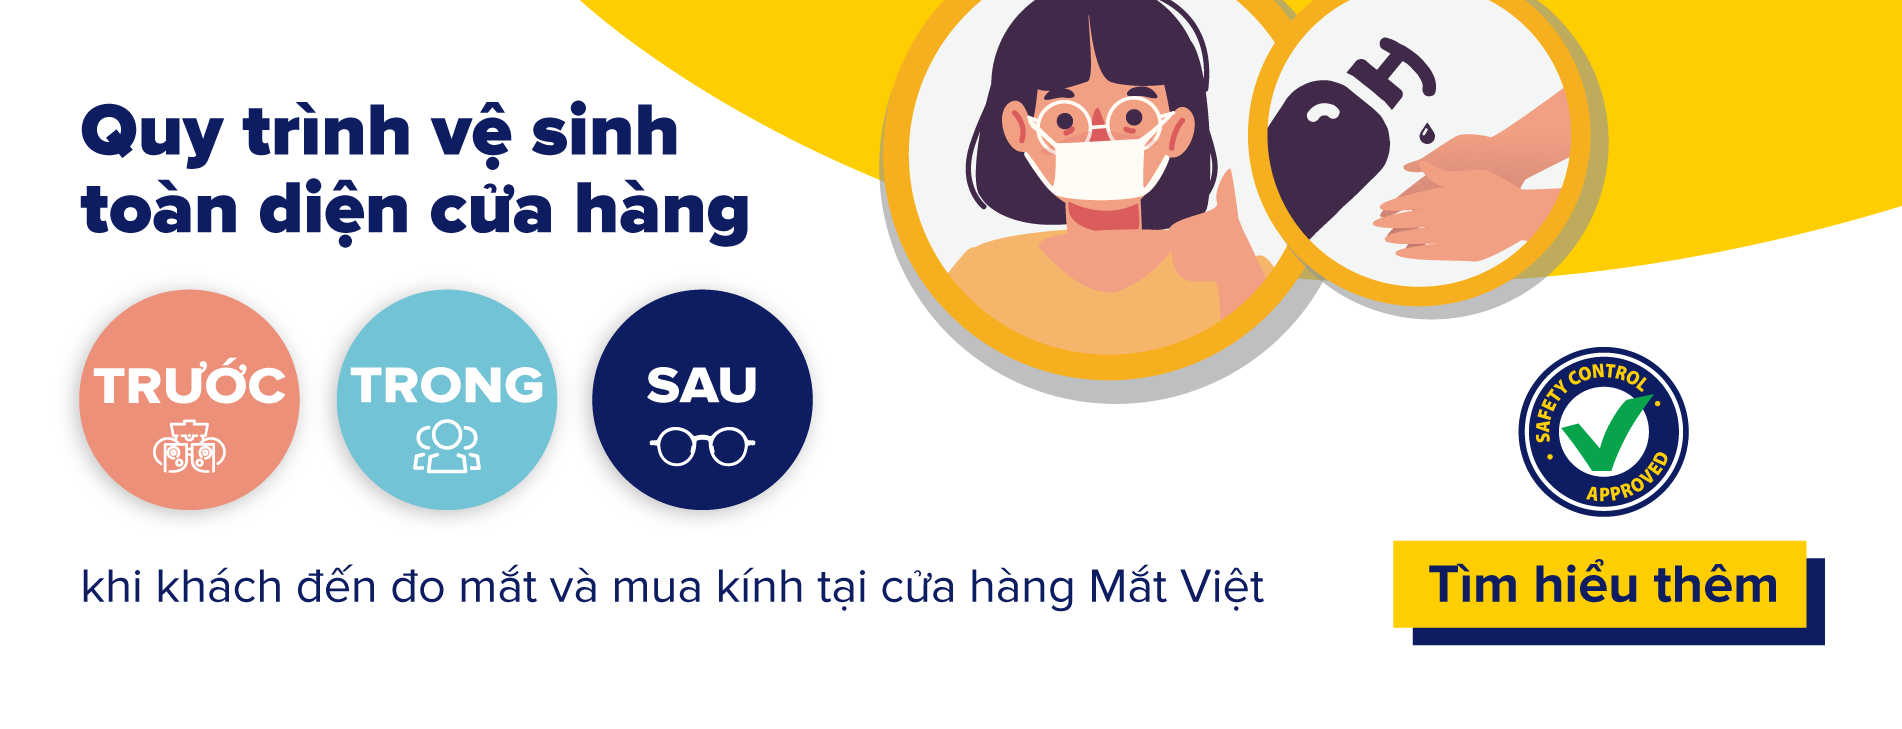 Quy trình vệ sinh
toàn diện cửa hàng
TRƯỚC
TRONG
SAU
khi khách đến đo mắt và mua kính tại cửa hàng Mắt Việt
SAFETY CONTROL
APPROVED
Tìm hiểu thêm